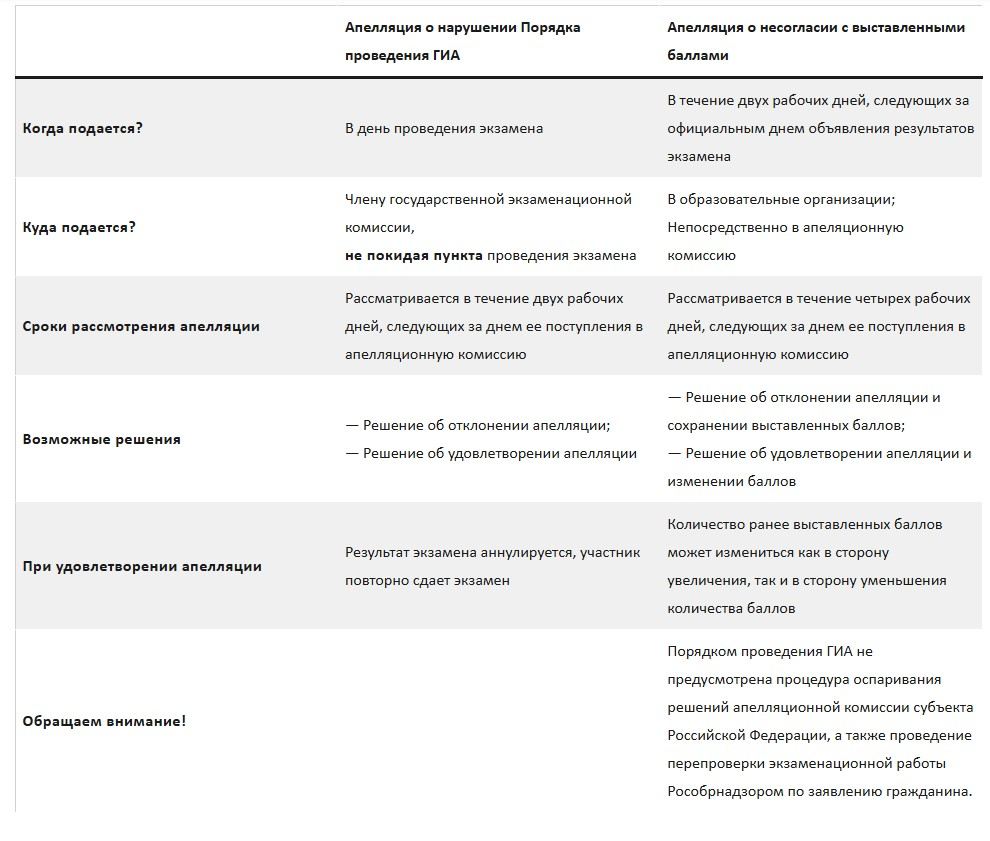 Апелляция о нарушении Порядка
проведения ГИА
Апелляция о несогласии с выставленными
баллами
Когда подается?
В день проведения экзамена
В течение двух рабочих дней, следующих за
официальным днем объявления результатов
экзамена
Куда подается?
Члену государственной экзаменационной
комиссии,
не покидая пункта проведения экзамена
В образовательные организации;
Непосредственно в апеляционную
комиссию
Сроки рассмотрения апелляции
Рассматривается в течение двух рабочих
дней, следующих за днем ее поступления в
апелляционную комиссию
Рассматривается в течение четырех рабочих
дней, следующих за днем ее поступления в
апелляционную комиссию
Возможные решения
— Решение об отклонении апелляции;
— Решение об удовлетворении апелляции
— Решение об отклонении апелляции и
сохранении выставленных баллов;
— Решение об удовлетворении апелляции и
изменении баллов
При удовлетворении апелляции
Результат экзамена аннулируется, участник
повторно сдает экзамен
Количество ранее выставленных баллов
может измениться как в сторону
увеличения, так и в сторону уменьшения
количества баллов
Обращаем внимание!
Порядком проведения ГИА не
предусмотрена процедура оспаривания
решений апелляционной комиссии субъекта
Российской Федерации, а также проведение
перепроверки экзаменационной работы
Рособрнадзором по заявлению гражданина.